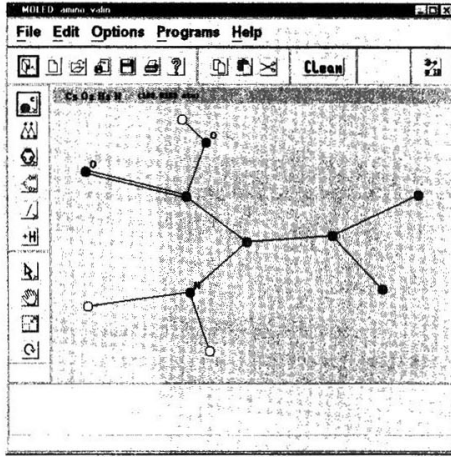 MOLED amino valin
File Edit Options Programs Help
? Clean
C
+H
O
O
N